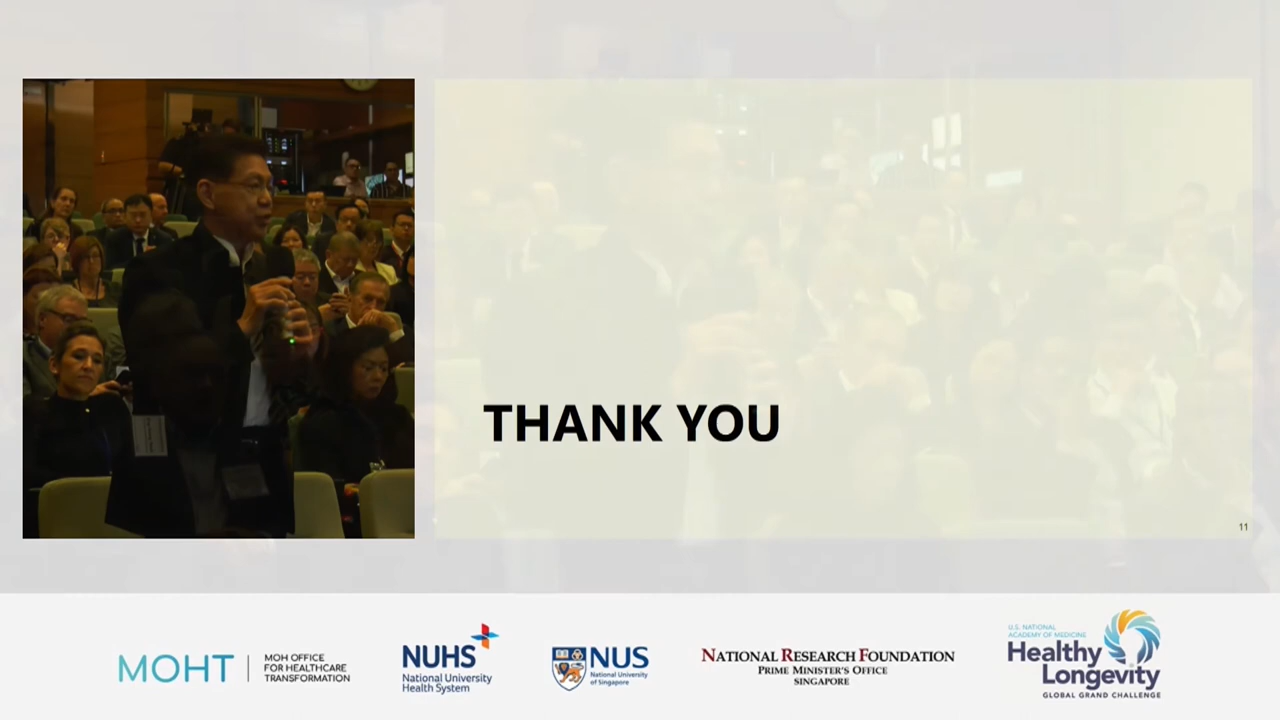 THANK YOU
11
MOHT
MOH OFFICE
FOR HEALTHCARE
TRANSFORMATION
NUHS
National University
Health System
NUS
National University
of Singapore
NATIONAL RESEARCH FOUNDATION
PRIME MINISTER'S OFFICE
SINGAPORE
U.S. NATIONAL
ACADEMY OF MEDICINE
Healthy
Longevity
GLOBAL GRAND CHALLENGE